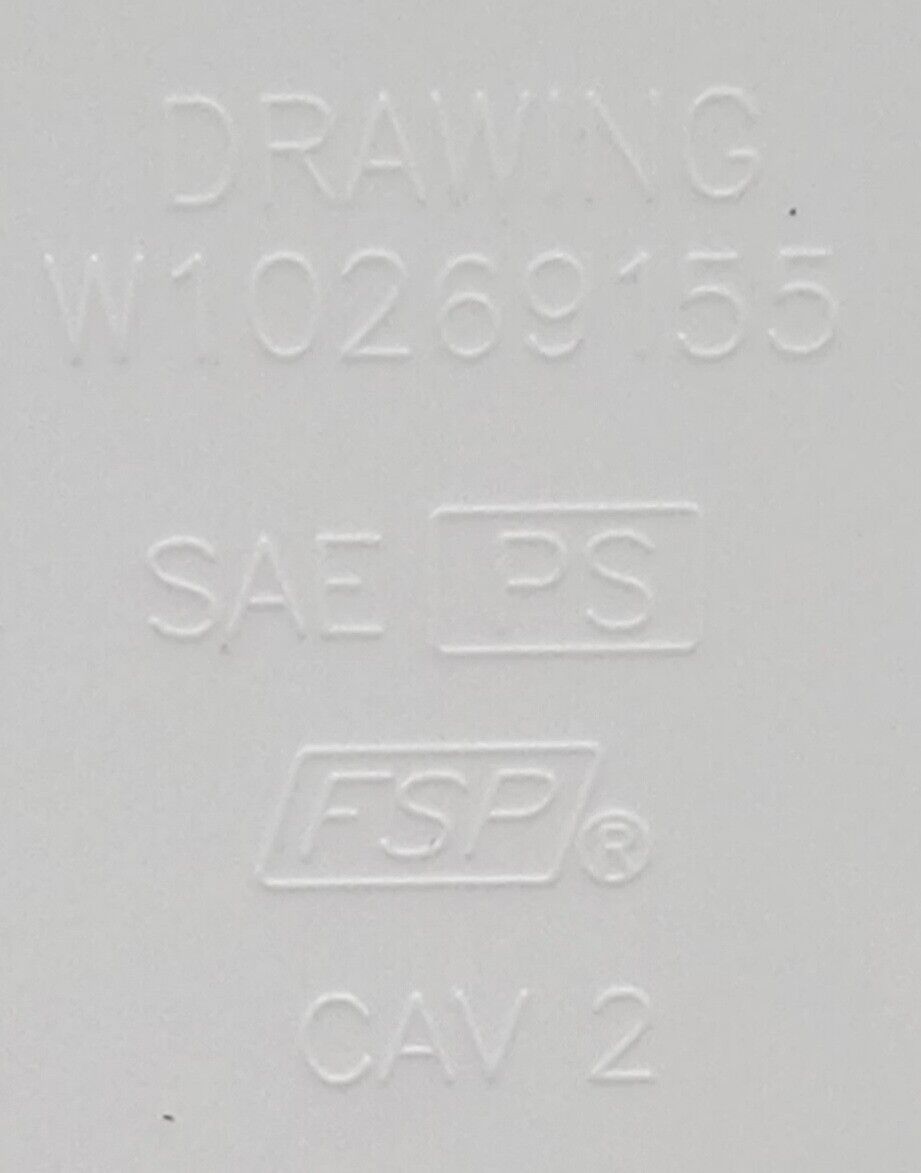 DRAWING
W10269155
SAE PS
FSP®
CAV 2